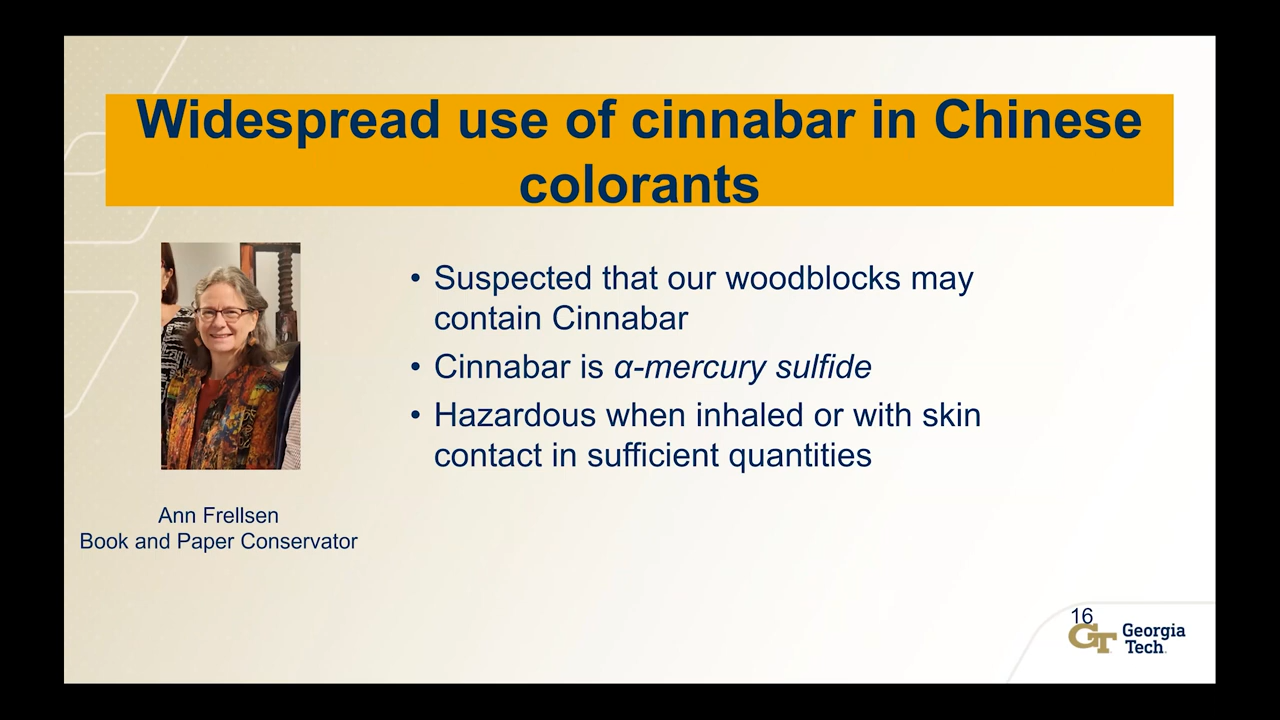 Widespread use of cinnabar in Chinese
colorants
• Suspected that our woodblocks may
contain Cinnabar
• Cinnabar is α-mercury sulfide
• Hazardous when inhaled or with skin
contact in sufficient quantities
Ann Frellsen
Book and Paper Conservator
16
GT Georgia
Tech